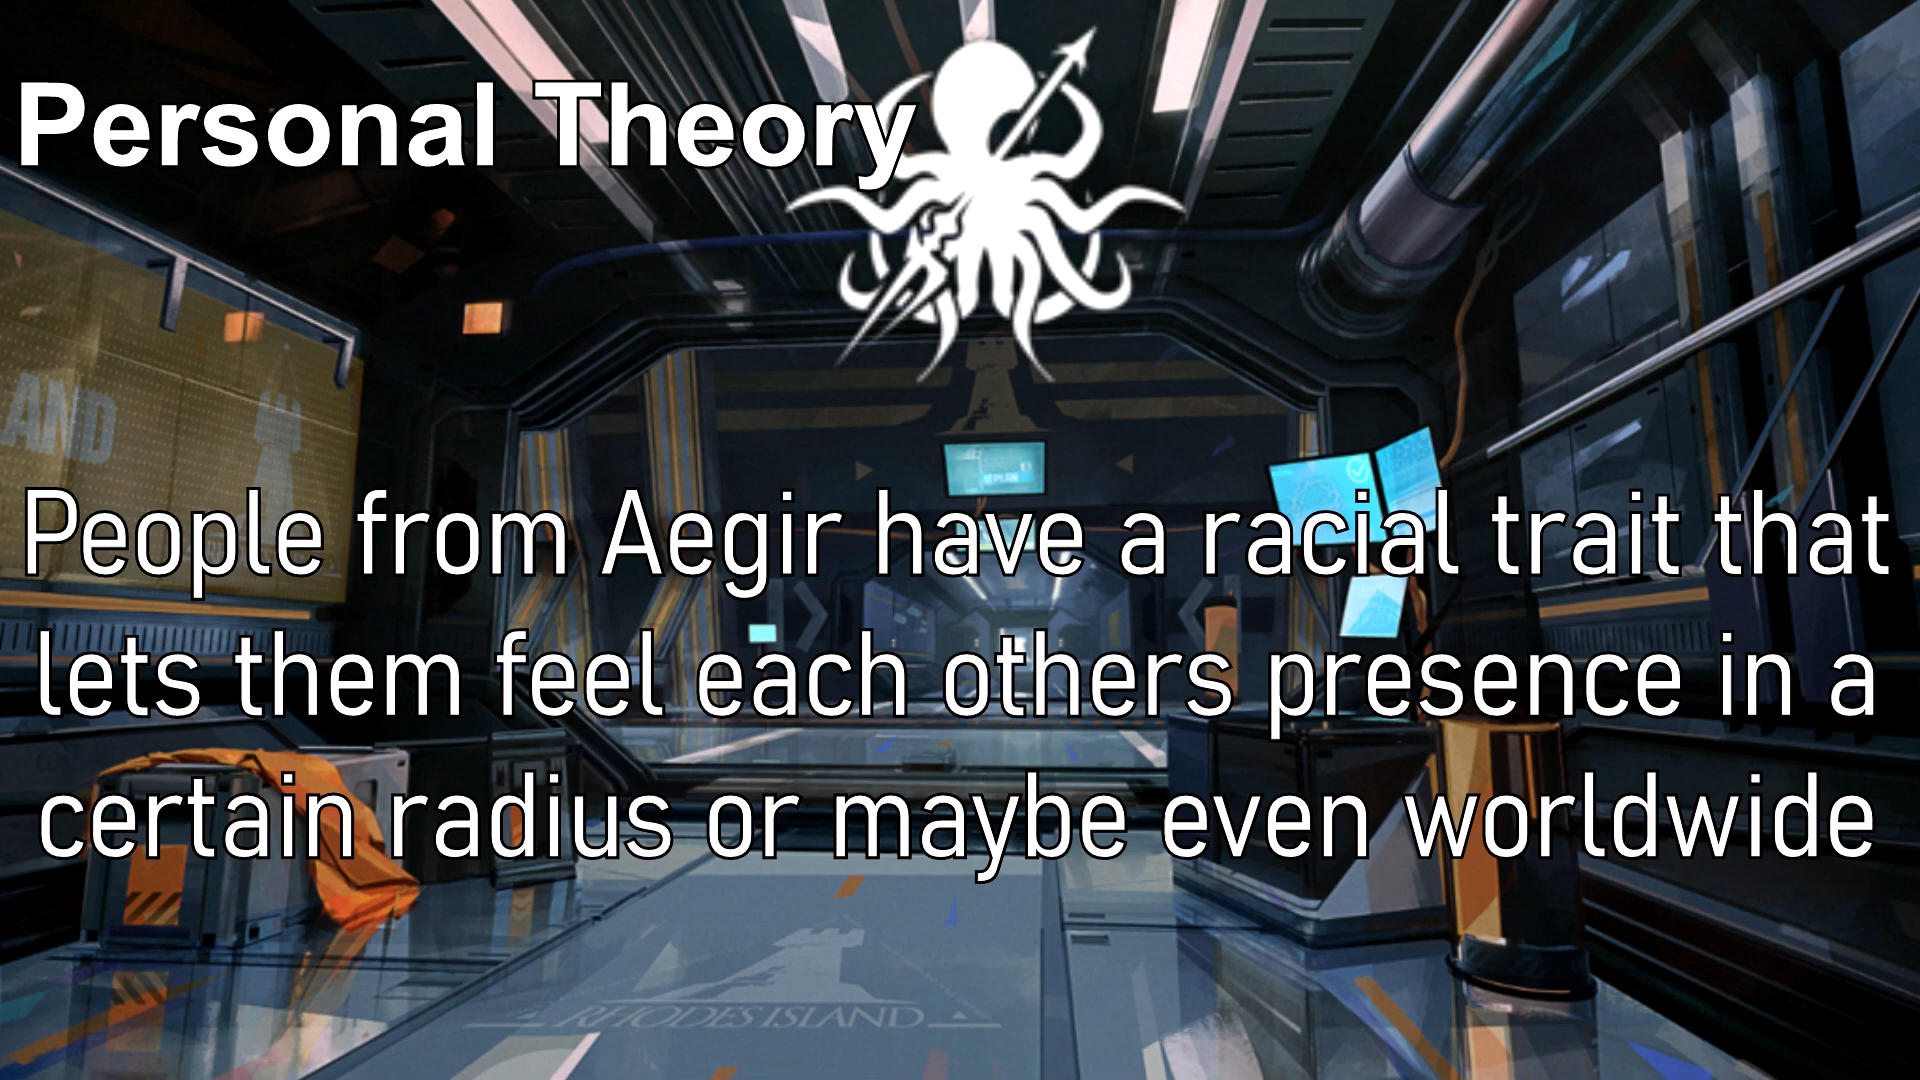 Personal Theory
AND
People from Aegir have a racial trait that
lets them feel each others presence in a
certain radius or maybe even worldwide
RHODES ISLAND